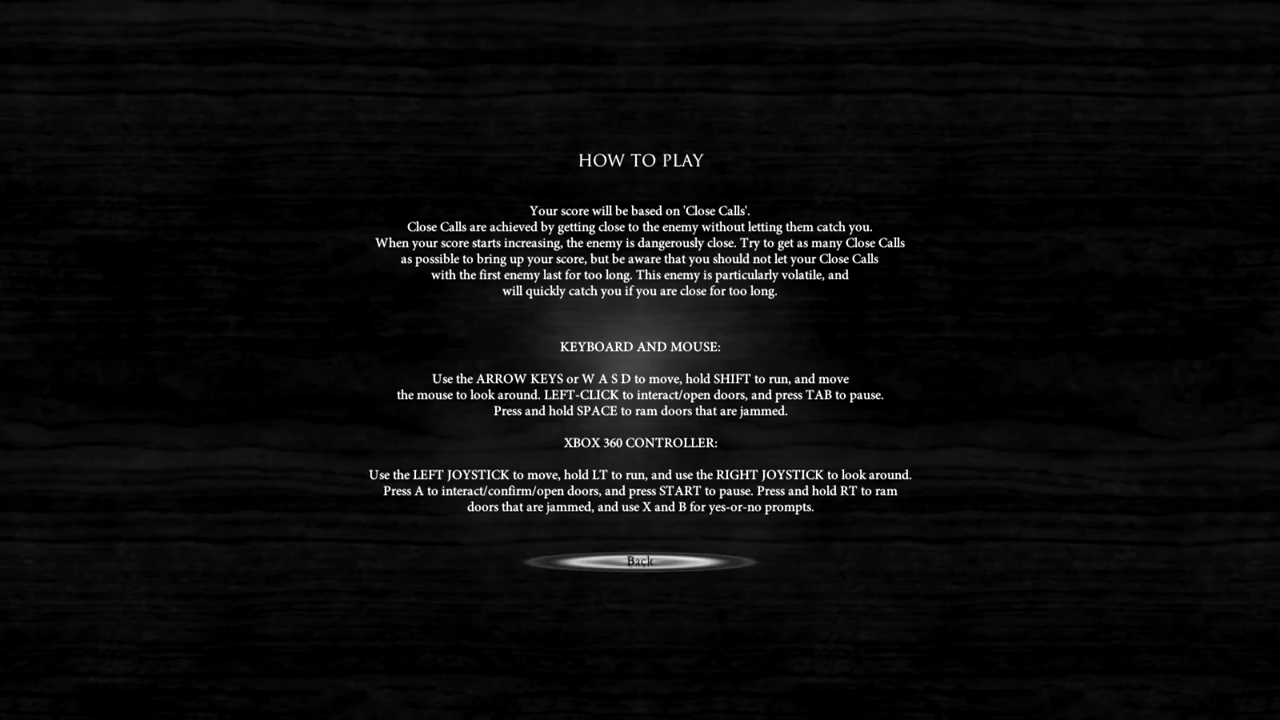 HOW TO PLAY
Your score will be based on 'Close Calls'.
Close Calls are achieved by getting close to the enemy without letting them catch you.
When your score starts increasing, the enemy is dangerously close. Try to get as many Close Calls
as possible to bring up your score, but be aware that you should not let your Close Calls
with the first enemy last for too long. This enemy is particularly volatile, and
will quickly catch you if you are close for too long.
KEYBOARD AND MOUSE:
Use the ARROW KEYS or W A S D to move, hold SHIFT to run, and move
the mouse to look around. LEFT-CLICK to interact/open doors, and press TAB to pause.
Press and hold SPACE to ram doors that are jammed.
XBOX 360 CONTROLLER:
Use the LEFT JOYSTICK to move, hold LT to run, and use the RIGHT JOYSTICK to look around.
Press A to interact/confirm/open doors, and press START to pause. Press and hold RT to ram
doors that are jammed, and use X and B for yes-or-no prompts.
Back